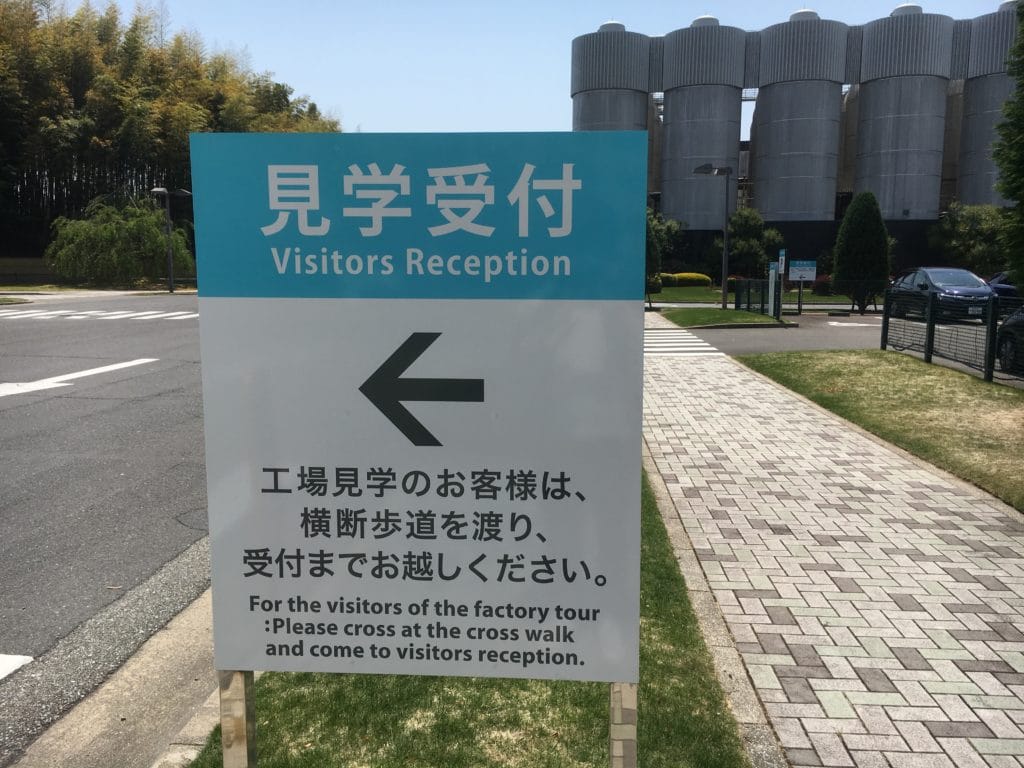 見学受付
Visitors Reception
工場見学のお客様は、
横断歩道を渡り、
受付までお越しください。
For the visitors of the factory tour
:Please cross at the cross walk
and come to visitors reception.